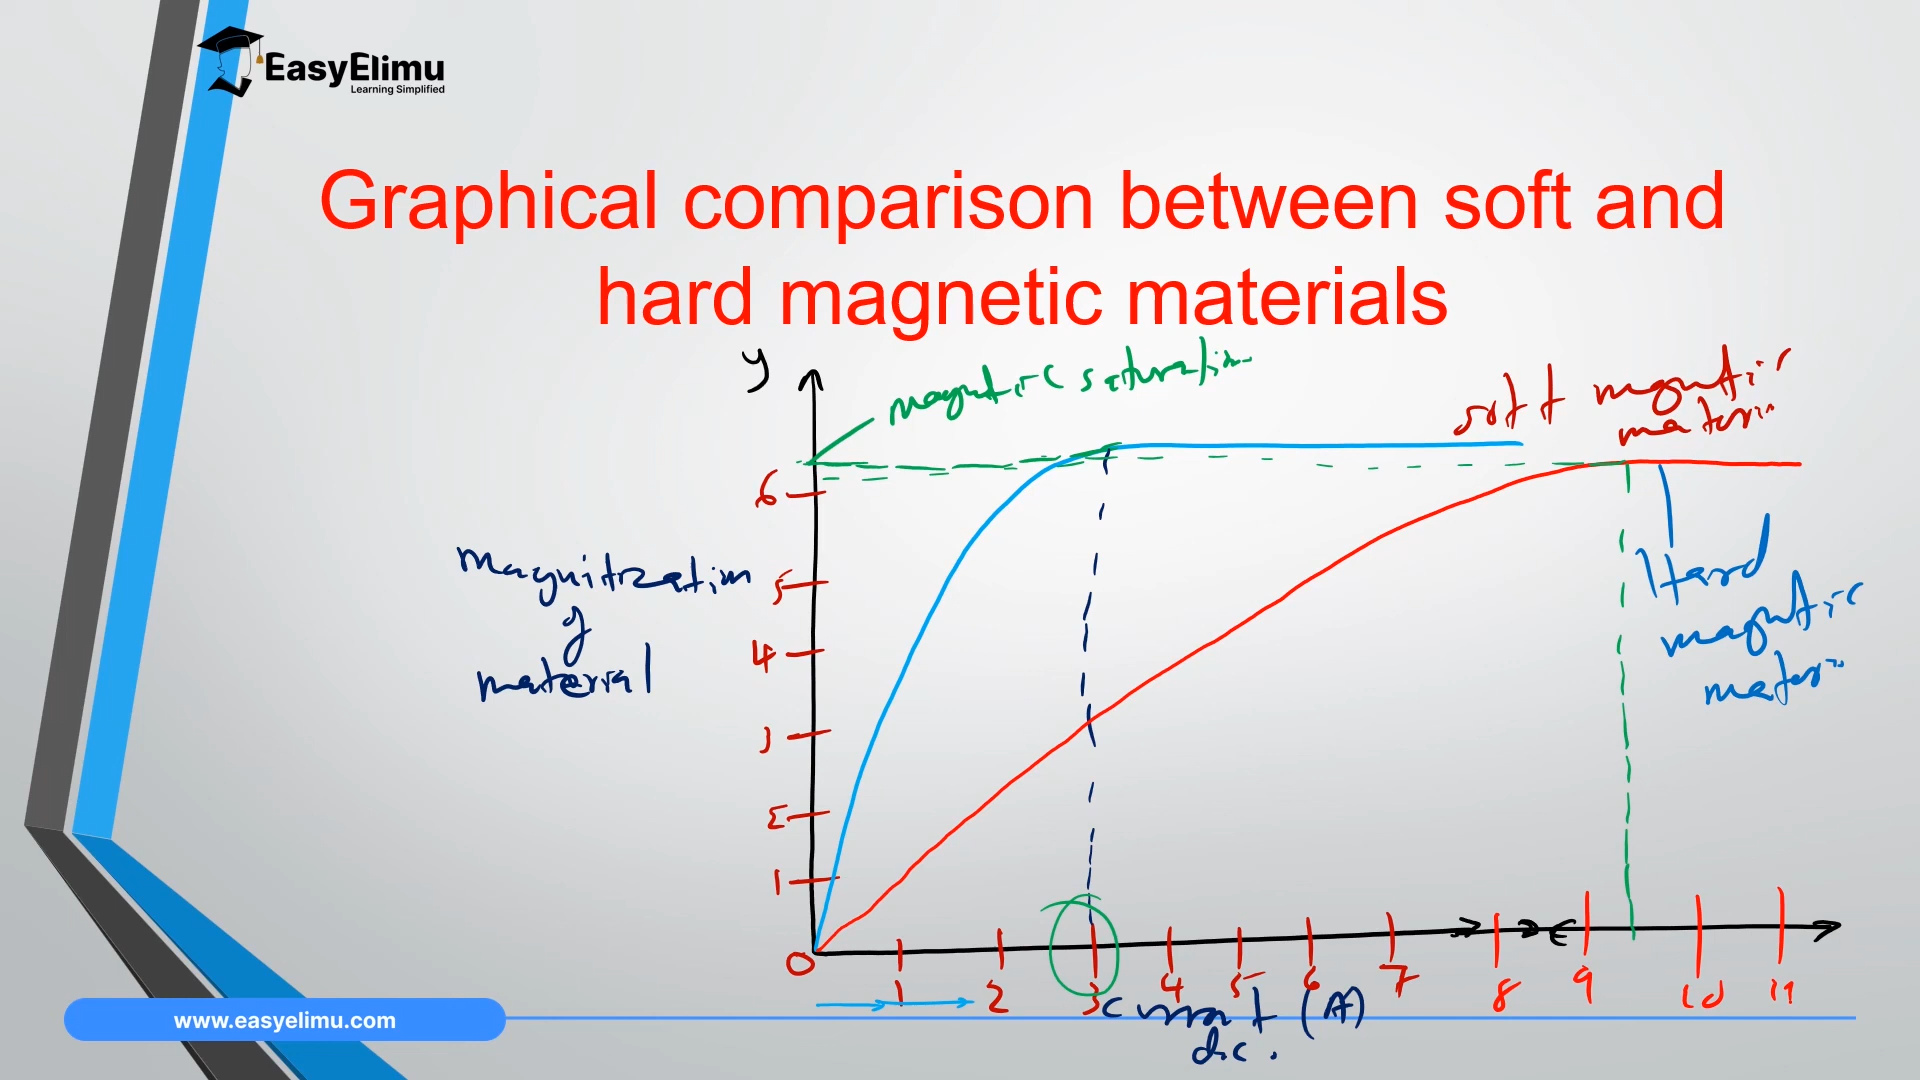 EasyElimu
Learning Simplified
Graphical comparison between soft and
hard magnetic materials
y
magnetic saturation
soft magnetic
mater
6
5
4
3
2
1
0
magnitization
of
material
Hard
magnetic
mater
1 2 3 4 5 6 7 8 9 10 11
current (A)
d.c.
www.easyelimu.com